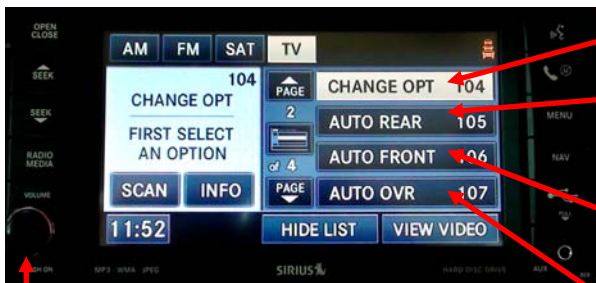 OPEN
CLOSE
SEEK
SEEK
RADIO
MEDIA
VOLUME
AM FM SAT TV
104
CHANGE OPT
FIRST SELECT
AN OPTION
SCAN INFO
11:52
PAGE
2
of 4
PAGE
CHANGE OPT 104
AUTO REAR 105
AUTO FRONT 106
AUTO OVR 107
HIDE LIST VIEW VIDEO
MENU
NAV
MP3 WMA JPEG
SIRIUS
HARD DISC DRIVE
AUX